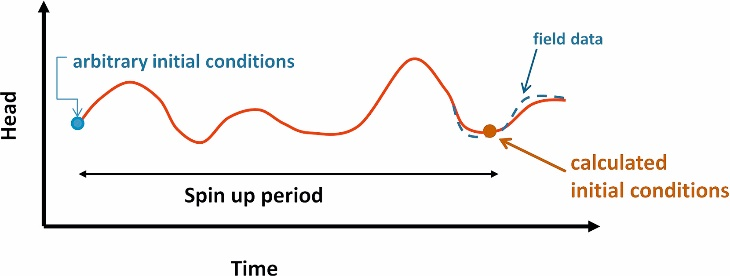 field data
arbitrary initial conditions
Head
calculated
initial conditions
Spin up period
Time